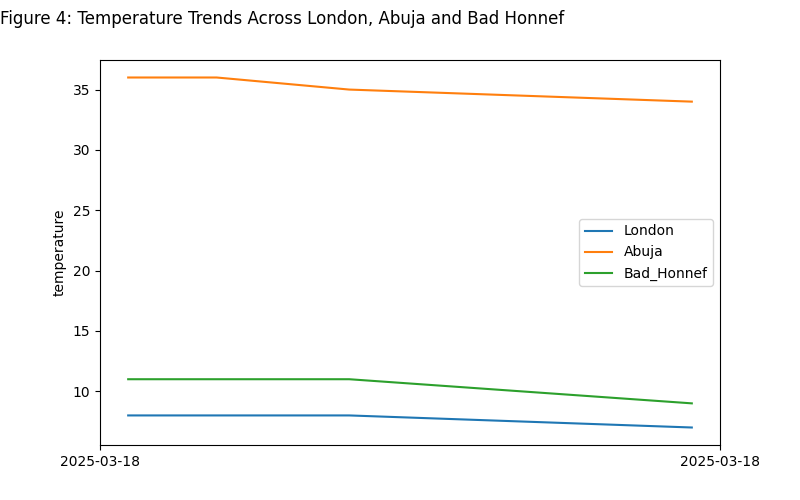 Figure 4: Temperature Trends Across London, Abuja and Bad Honnef
35
30
25
20
15
10
temperature
London
Abuja
Bad_Honnef
2025-03-18
2025-03-18